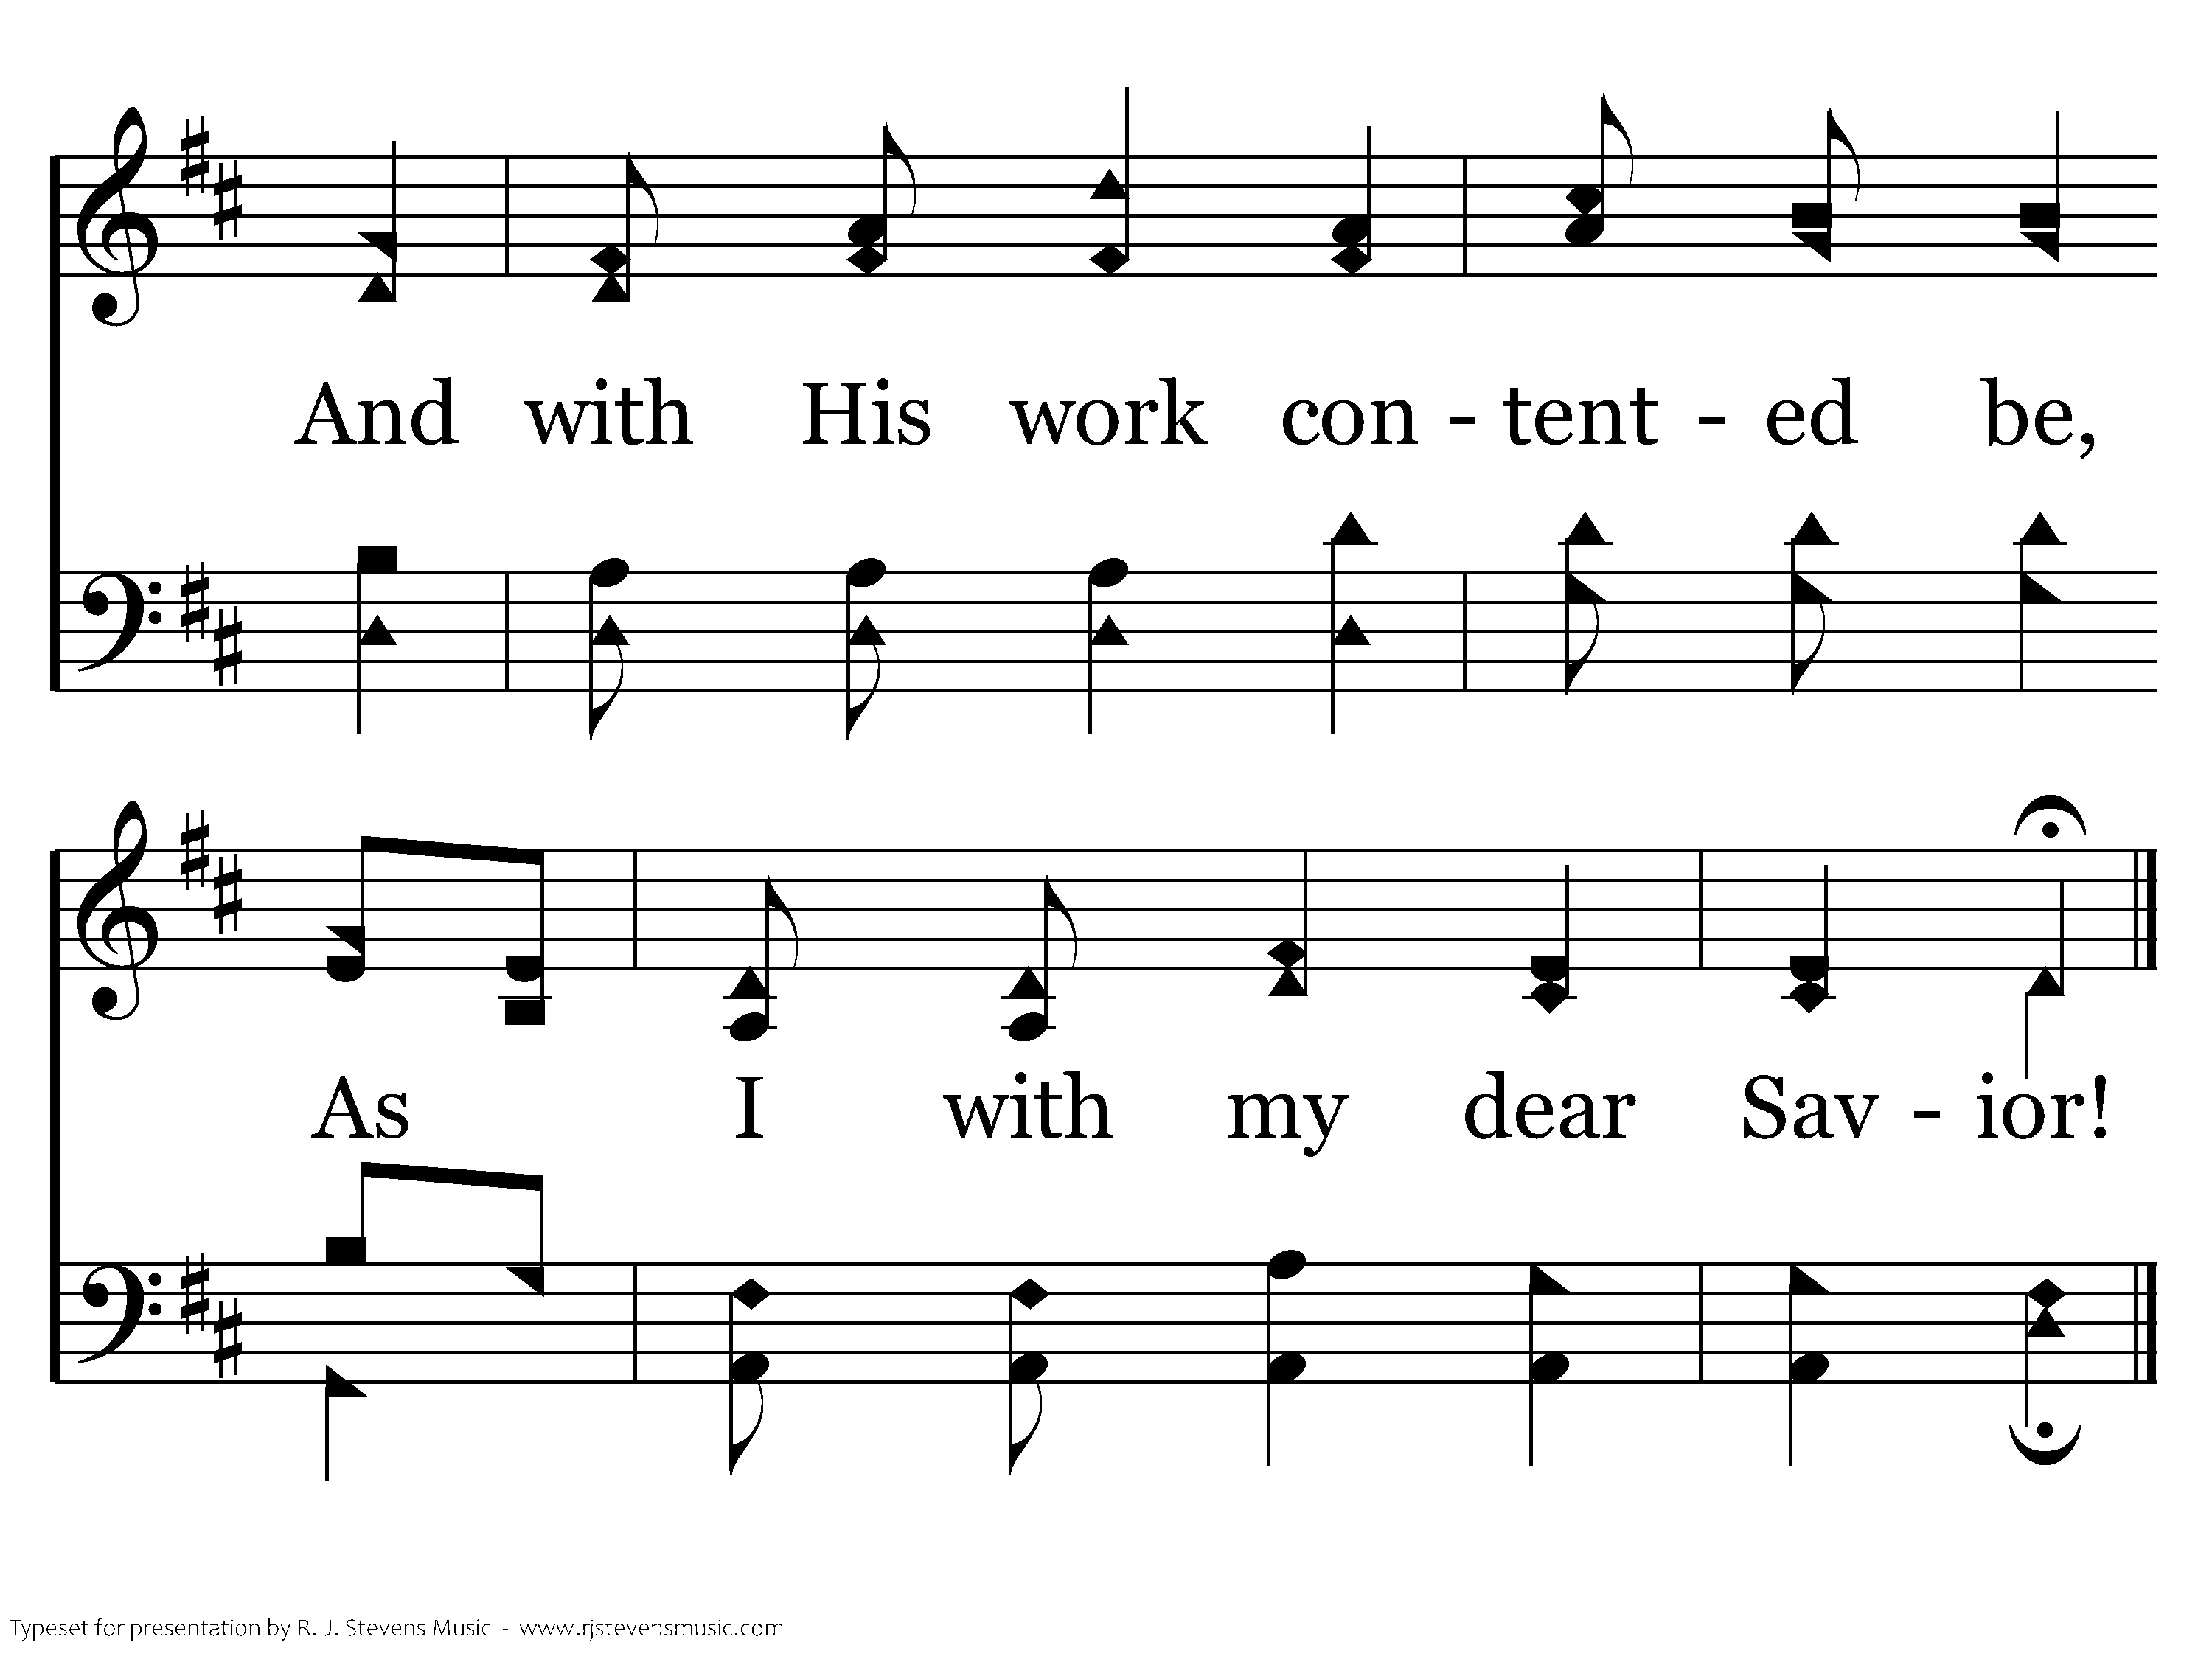 And with His work con - tent - ed be,
As I with my dear Sav - ior!
Typeset for presentation by R. J. Stevens Music - www.rjstevensmusic.com